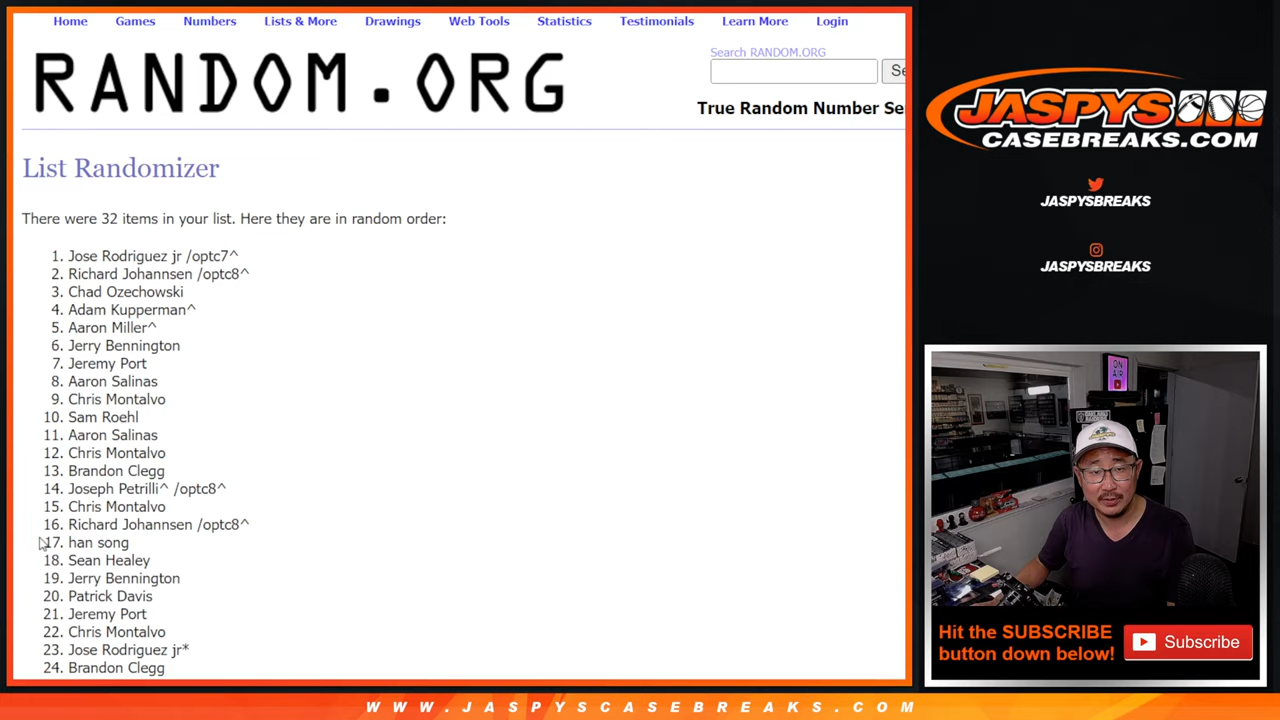 Home Games Numbers Lists & More Drawings Web Tools Statistics Testimonials Learn More Login
RANDOM.ORG
Search RANDOM.ORG
True Random Number Se
List Randomizer
There were 32 items in your list. Here they are in random order:
1. Jose Rodriguez jr /optc7^
2. Richard Johannsen /optc8^
3. Chad Ozechowski
4. Adam Kupperman^
5. Aaron Miller^
6. Jerry Bennington
7. Jeremy Port
8. Aaron Salinas
9. Chris Montalvo
10. Sam Roehl
11. Aaron Salinas
12. Chris Montalvo
13. Brandon Clegg
14. Joseph Petrilli^ /optc8^
15. Chris Montalvo
16. Richard Johannsen /optc8^
17. han song
18. Sean Healey
19. Jerry Bennington
20. Patrick Davis
21. Jeremy Port
22. Chris Montalvo
23. Jose Rodriguez jr*
24. Brandon Clegg
JASPYS
CASEBREAKS.COM
JASPYSBREAKS
JASPYSBREAKS
ON
AIR
Hit the SUBSCRIBE
button down below!
Subscribe
WWW.JASPYSCASEBREAKS.COM